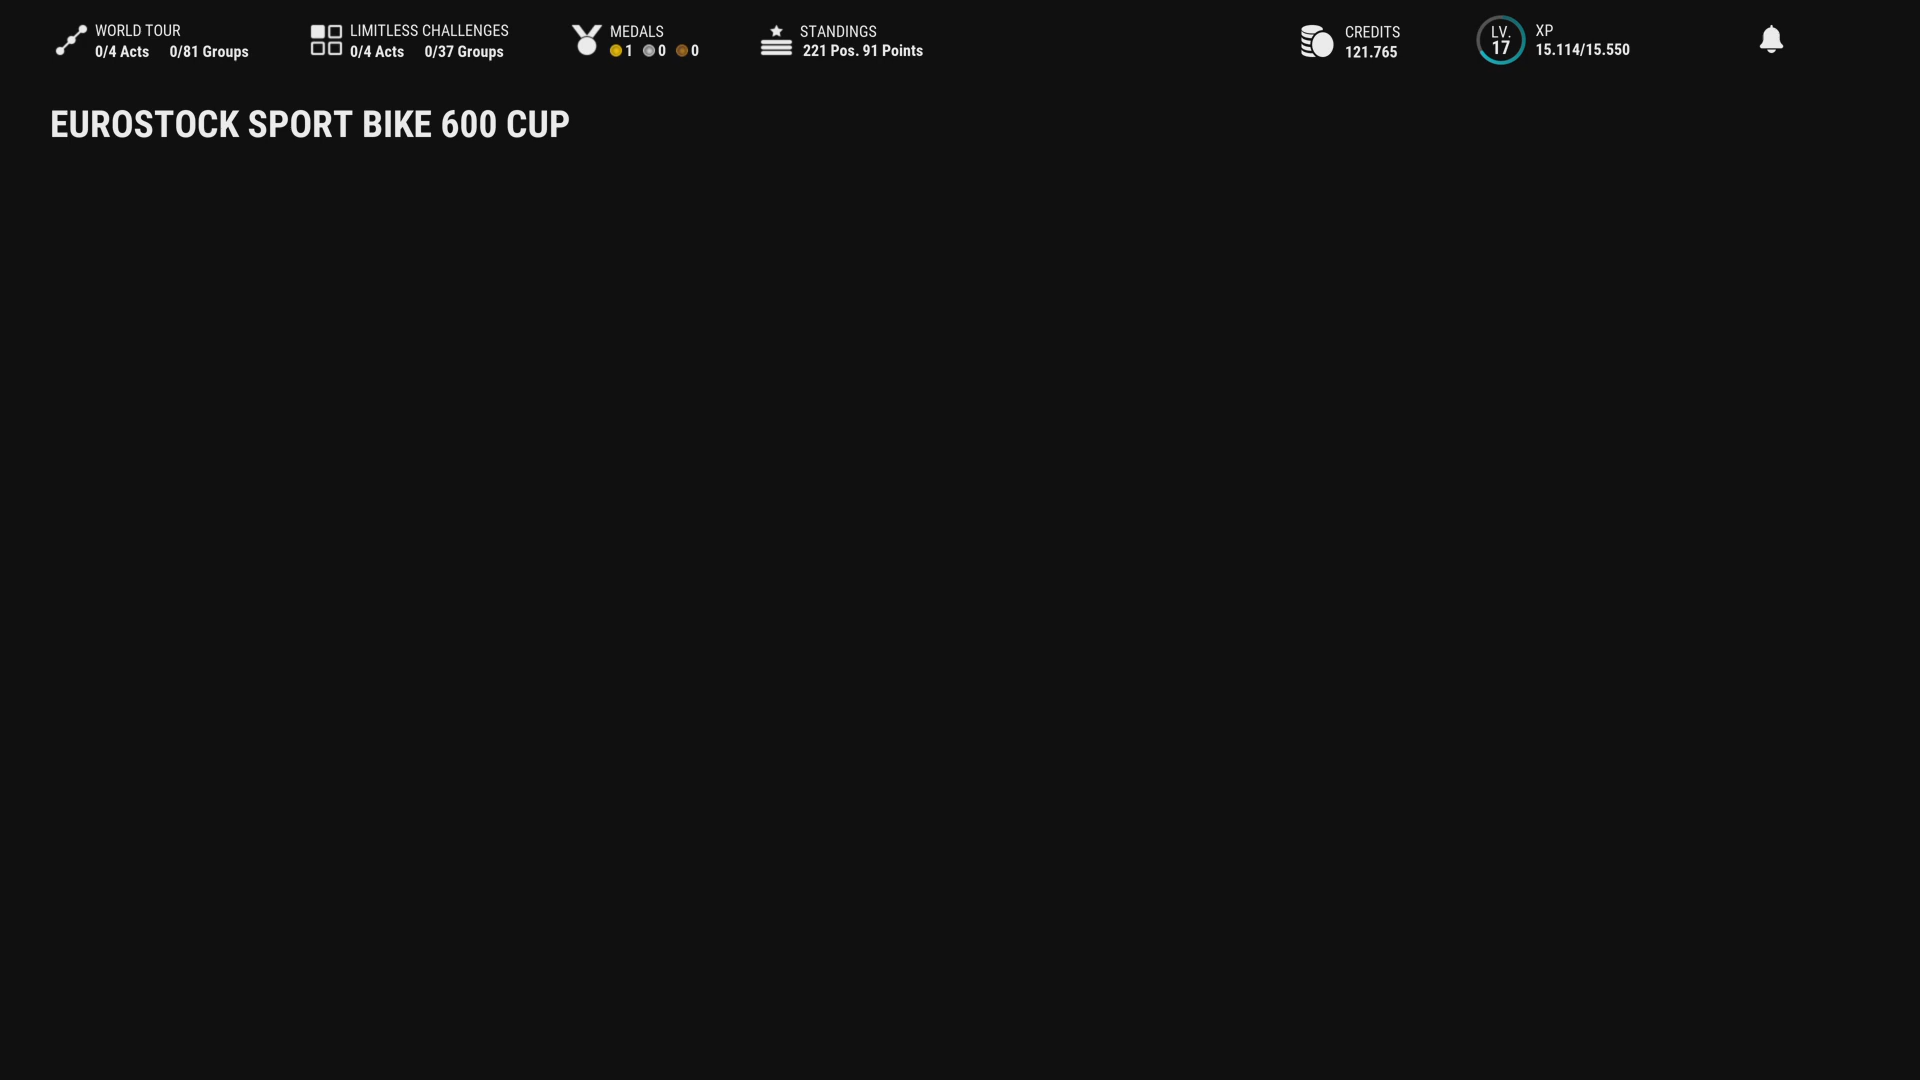 WORLD TOUR
0/4 Acts 0/81 Groups
LIMITLESS CHALLENGES
0/4 Acts 0/37 Groups
MEDALS
1 0 0
STANDINGS
221 Pos. 91 Points
CREDITS
121.765
LV.
17
XP
15.114/15.550
EUROSTOCK SPORT BIKE 600 CUP